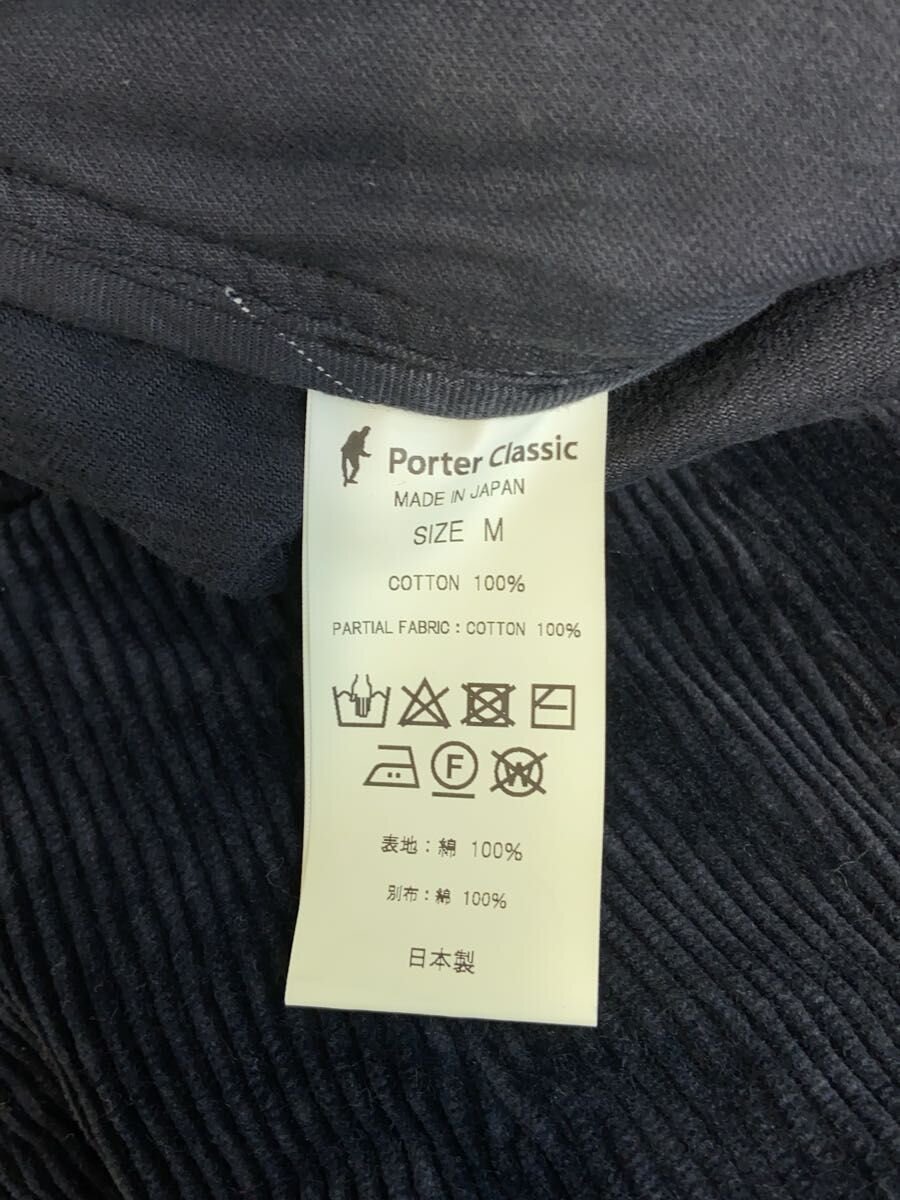 Porter Classic
MADE IN JAPAN
SIZE M
COTTON 100%
PARTIAL FABRIC : COTTON 100%
F W
表地 : 綿 100%
別布 : 綿 100%
日本製